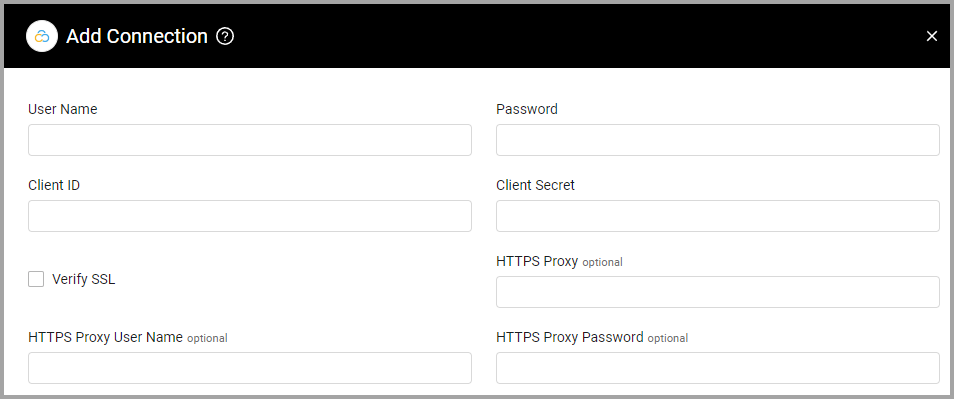 Add Connection ?
User Name
Password
Client ID
Client Secret
Verify SSL
HTTPS Proxy optional
HTTPS Proxy User Name optional
HTTPS Proxy Password optional